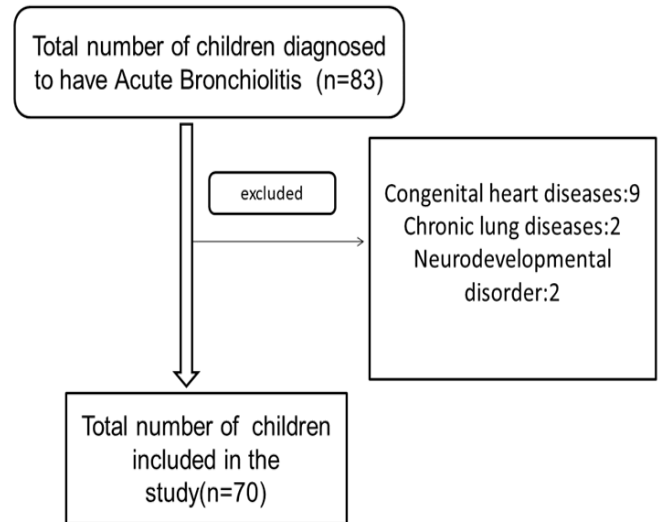 Total number of children diagnosed
to have Acute Bronchiolitis (n=83)
excluded
Congenital heart diseases:9
Chronic lung diseases:2
Neurodevelopmental
disorder:2
Total number of children
included in the
study(n=70)